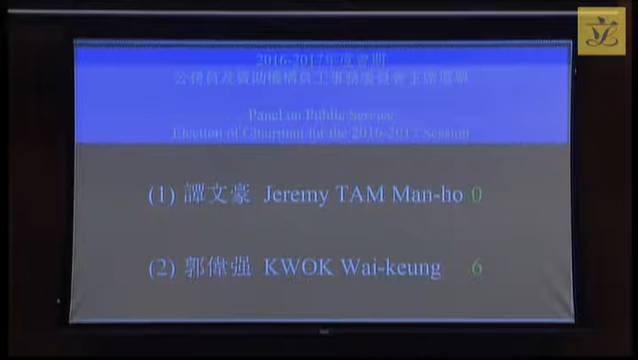 2016-2017年度會期
公務員及資助機構員工事務委員會主席選舉
Panel on Public Service
Election of Chairman for the 2016-2017 Session
(1) 譚文豪 Jeremy TAM Man-ho 0
(2) 郭偉强 KWOK Wai-keung 6